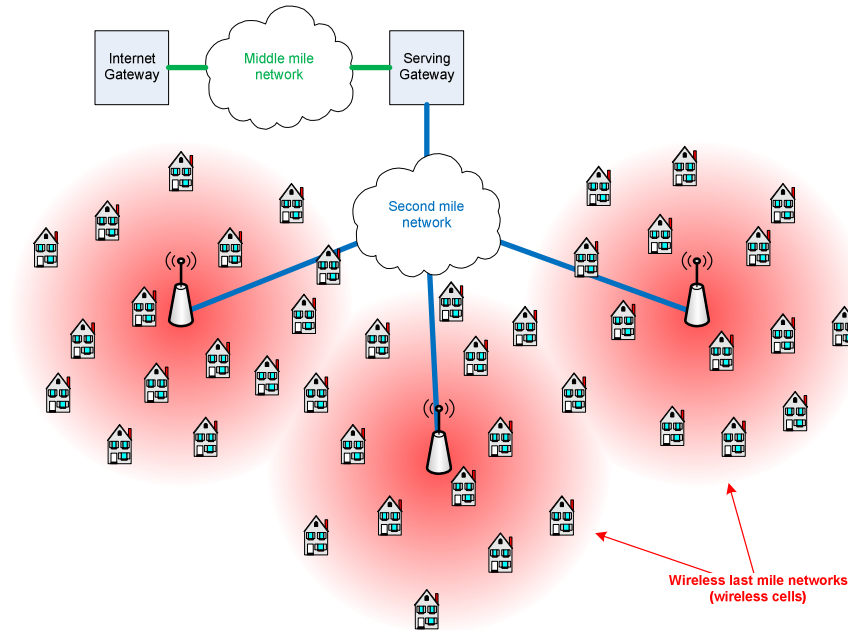 Internet
Gateway
Middle mile
network
Serving
Gateway
Second mile
network
Wireless last mile networks
(wireless cells)